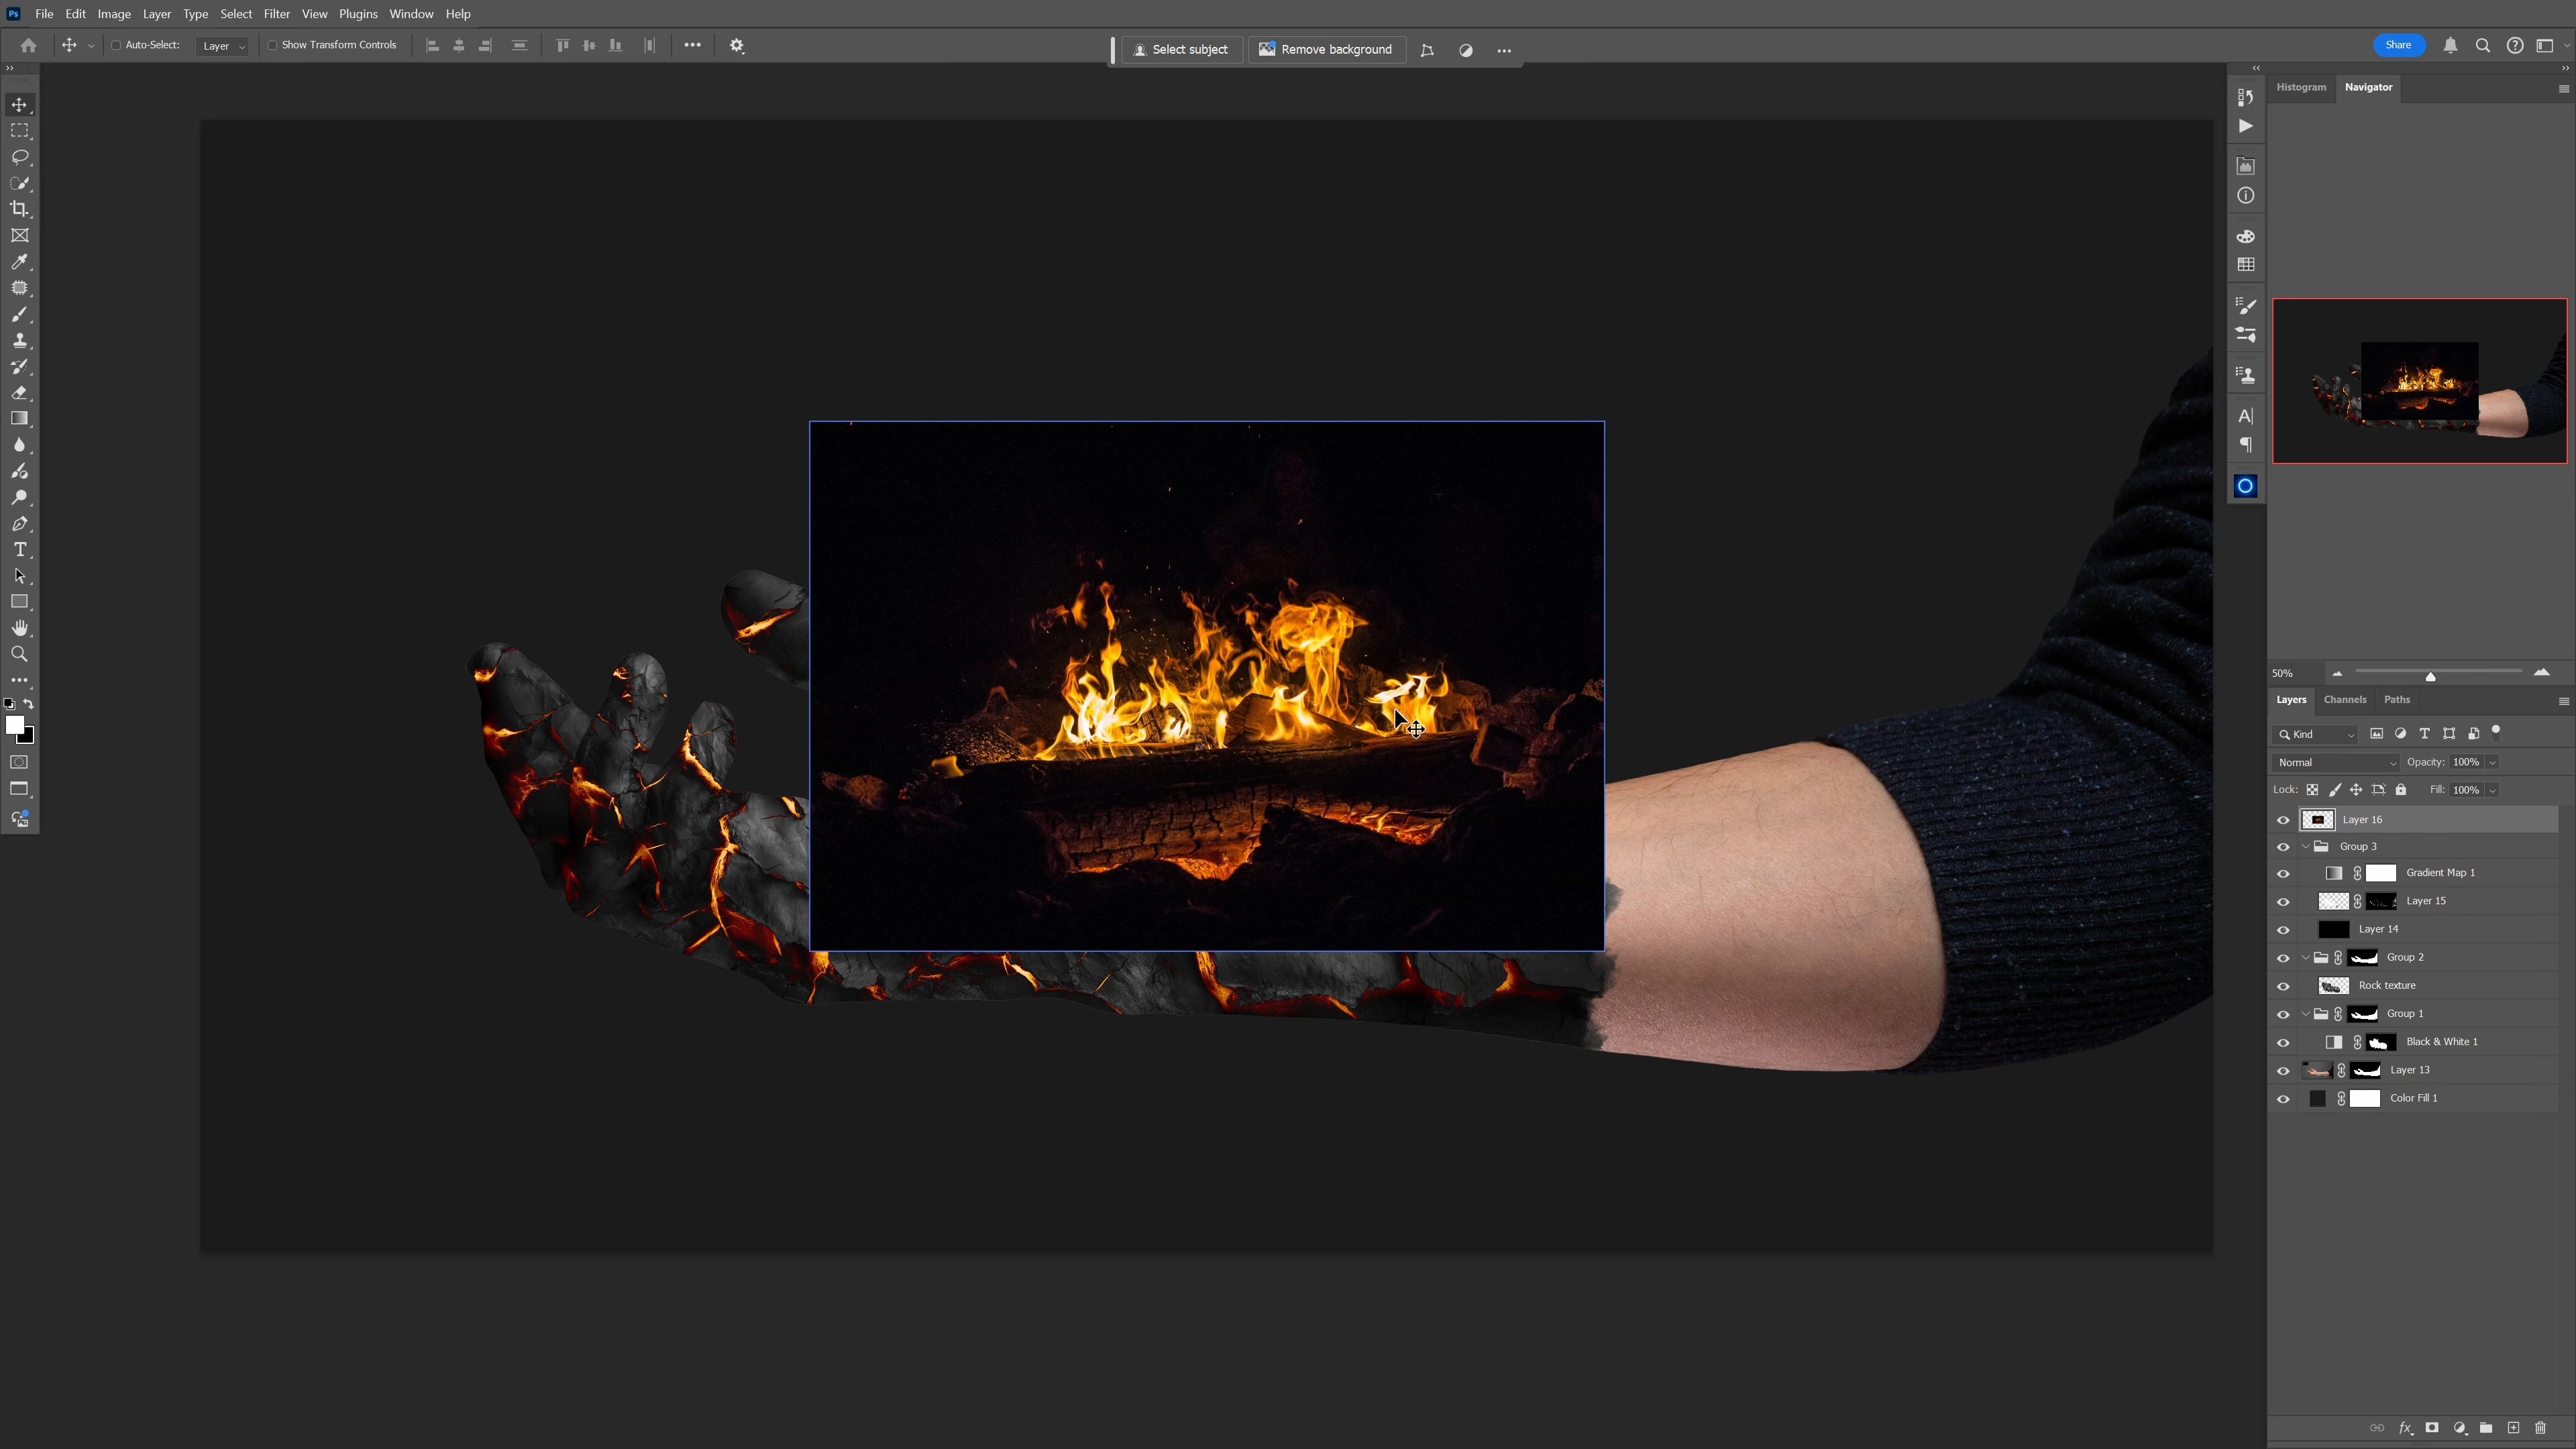 Ps File Edit Image Layer Type Select Filter View Plugins Window Help
Auto-Select: Layer Show Transform Controls
Select subject Remove background
Share
Histogram Navigator
50%
Layers Channels Paths
Kind
Normal Opacity: 100%
Lock: Fill: 100%
Layer 16
Group 3
Gradient Map 1
Layer 15
Layer 14
Group 2
Rock texture
Group 1
Black & White 1
Layer 13
Color Fill 1
fx